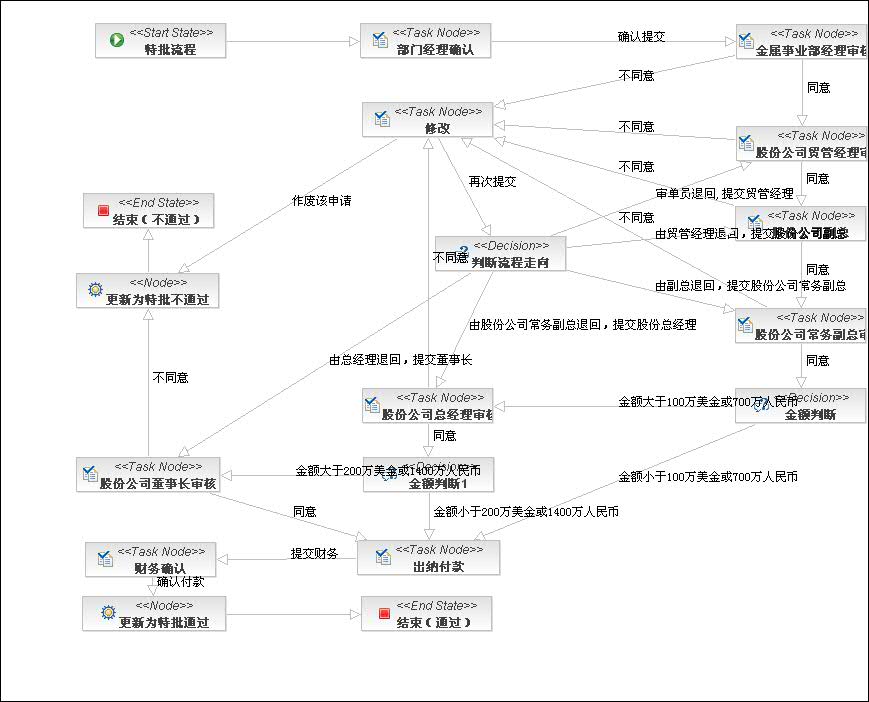 <<Start State>>
特批流程
<<Task Node>>
部门经理确认
确认提交
<<Task Node>>
金属事业部经理审核
不同意
同意
<<Task Node>>
修改
不同意
<<Task Node>>
股份公司贸管经理审
不同意
再次提交
同意
审单员退回,提交贸管经理
作废该申请
<<End State>>
结束（不通过）
不同意
<<Task Node>>
股份公司副总
由贸管经理退回，提交
<<Decision>>
判断流程走向
不同意
同意
<<Node>>
更新为特批不通过
由副总退回，提交股份公司常务副总
<<Task Node>>
股份公司常务副总审
由股份公司常务副总退回，提交股份总经理
由总经理退回，提交董事长
同意
不同意
<<Task Node>>
股份公司总经理审核
金额大于100万美金或700万人民币
<<Decision>>
金额判断
同意
<<Task Node>>
股份公司董事长审核
金额大于200万美金或1400万人民币
<<Decision>>
金额判断1
金额小于100万美金或700万人民币
同意
金额小于200万美金或1400万人民币
<<Task Node>>
财务确认
提交财务
<<Task Node>>
出纳付款
确认付款
<<Node>>
更新为特批通过
<<End State>>
结束（通过）